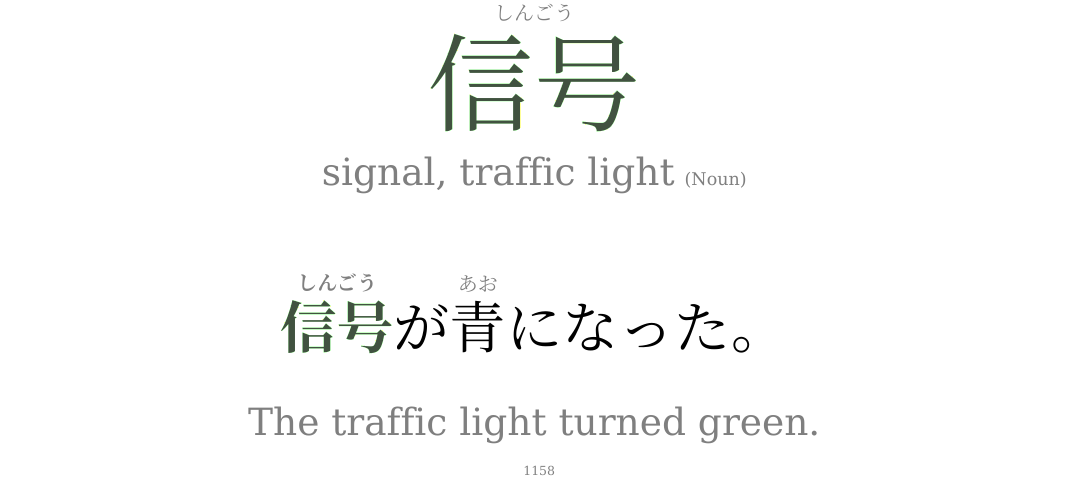 しんごう
信号
signal, traffic light (Noun)
しんごう あお
信号が青になった。
The traffic light turned green.
1158